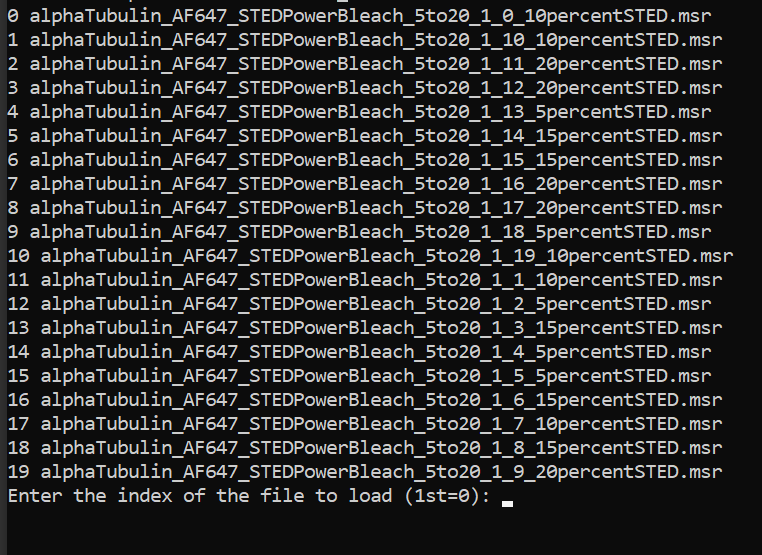 0 alphaTubulin_AF647_STEDPowerBleach_5to20_1_0_10percentSTED.msr
1 alphaTubulin_AF647_STEDPowerBleach_5to20_1_10_10percentSTED.msr
2 alphaTubulin_AF647_STEDPowerBleach_5to20_1_11_20percentSTED.msr
3 alphaTubulin_AF647_STEDPowerBleach_5to20_1_12_20percentSTED.msr
4 alphaTubulin_AF647_STEDPowerBleach_5to20_1_13_5percentSTED.msr
5 alphaTubulin_AF647_STEDPowerBleach_5to20_1_14_15percentSTED.msr
6 alphaTubulin_AF647_STEDPowerBleach_5to20_1_15_15percentSTED.msr
7 alphaTubulin_AF647_STEDPowerBleach_5to20_1_16_20percentSTED.msr
8 alphaTubulin_AF647_STEDPowerBleach_5to20_1_17_20percentSTED.msr
9 alphaTubulin_AF647_STEDPowerBleach_5to20_1_18_5percentSTED.msr
10 alphaTubulin_AF647_STEDPowerBleach_5to20_1_19_10percentSTED.msr
11 alphaTubulin_AF647_STEDPowerBleach_5to20_1_1_10percentSTED.msr
12 alphaTubulin_AF647_STEDPowerBleach_5to20_1_2_5percentSTED.msr
13 alphaTubulin_AF647_STEDPowerBleach_5to20_1_3_15percentSTED.msr
14 alphaTubulin_AF647_STEDPowerBleach_5to20_1_4_5percentSTED.msr
15 alphaTubulin_AF647_STEDPowerBleach_5to20_1_5_5percentSTED.msr
16 alphaTubulin_AF647_STEDPowerBleach_5to20_1_6_15percentSTED.msr
17 alphaTubulin_AF647_STEDPowerBleach_5to20_1_7_10percentSTED.msr
18 alphaTubulin_AF647_STEDPowerBleach_5to20_1_8_15percentSTED.msr
19 alphaTubulin_AF647_STEDPowerBleach_5to20_1_9_20percentSTED.msr
Enter the index of the file to load (1st=0):